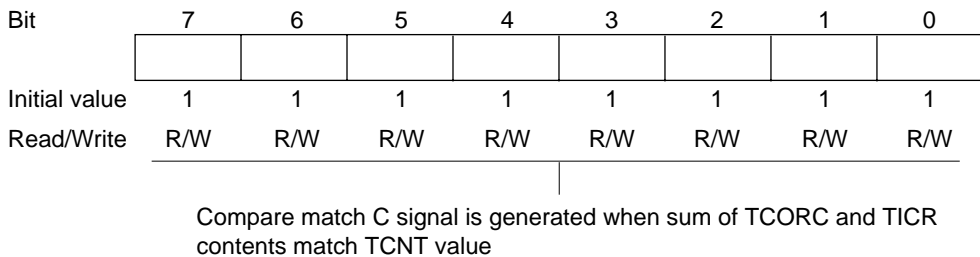 Bit 7 6 5 4 3 2 1 0
Initial value 1 1 1 1 1 1 1 1
Read/Write R/W R/W R/W R/W R/W R/W R/W R/W
Compare match C signal is generated when sum of TCORC and TICR
contents match TCNT value